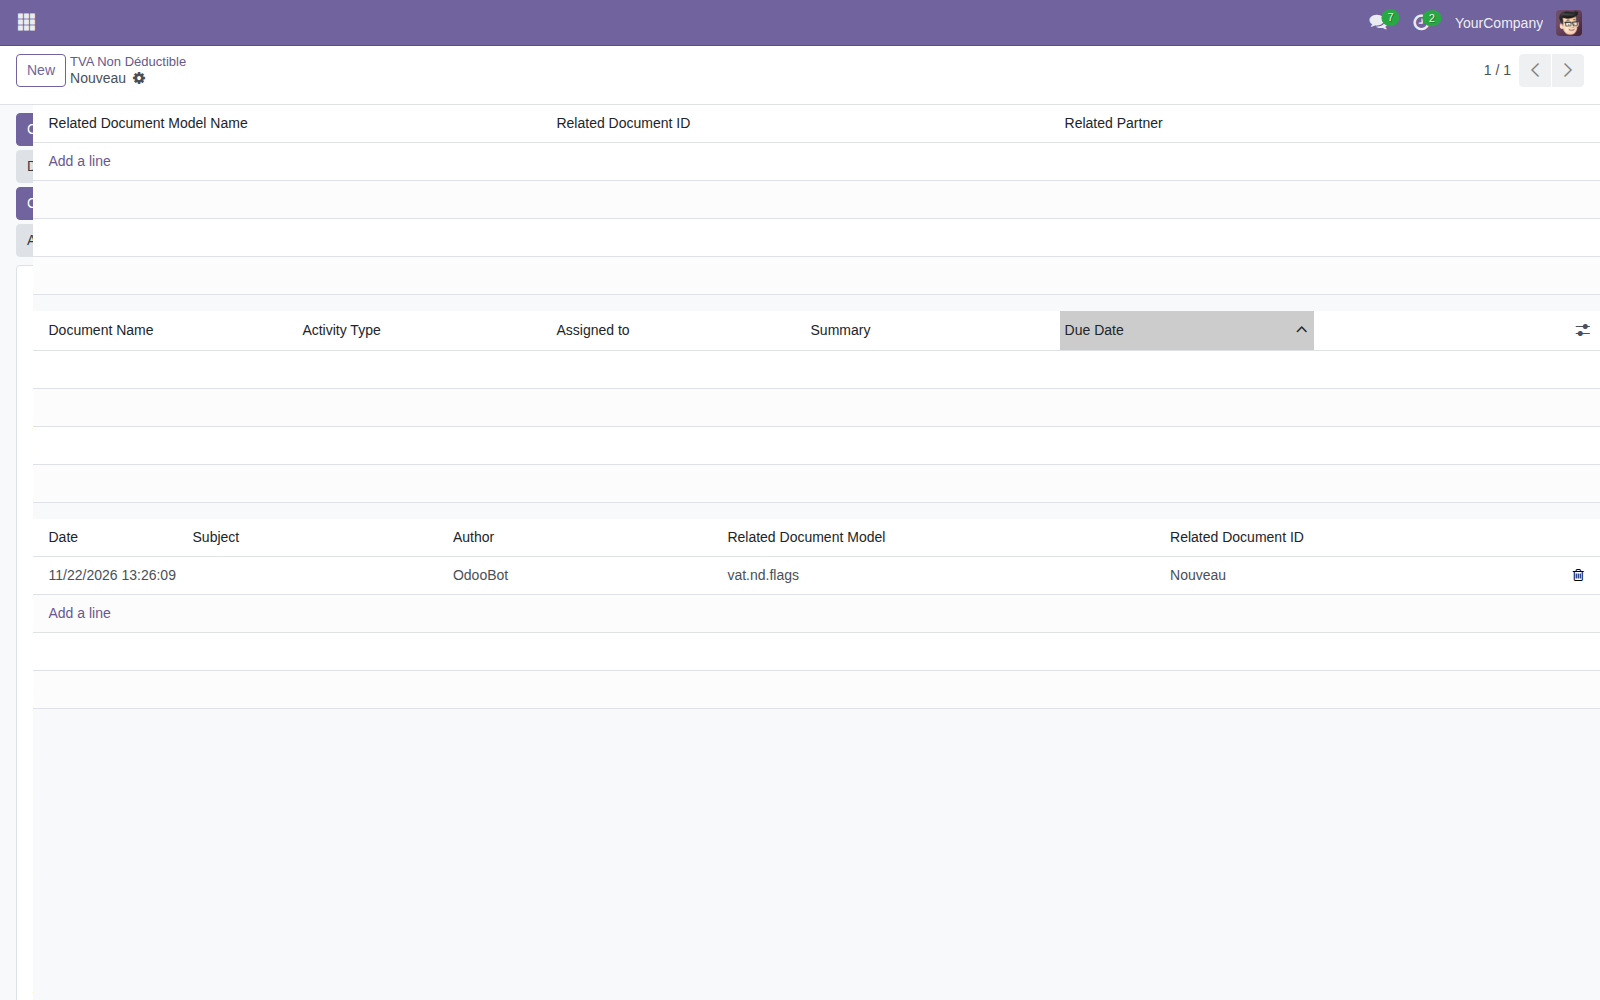 7
2
YourCompany
New
TVA Non Déductible
Nouveau
1 / 1
Related Document Model Name Related Document ID Related Partner
Add a line
Document Name Activity Type Assigned to Summary Due Date
Date Subject Author Related Document Model Related Document ID
11/22/2026 13:26:09 OdooBot vat.nd.flags Nouveau
Add a line